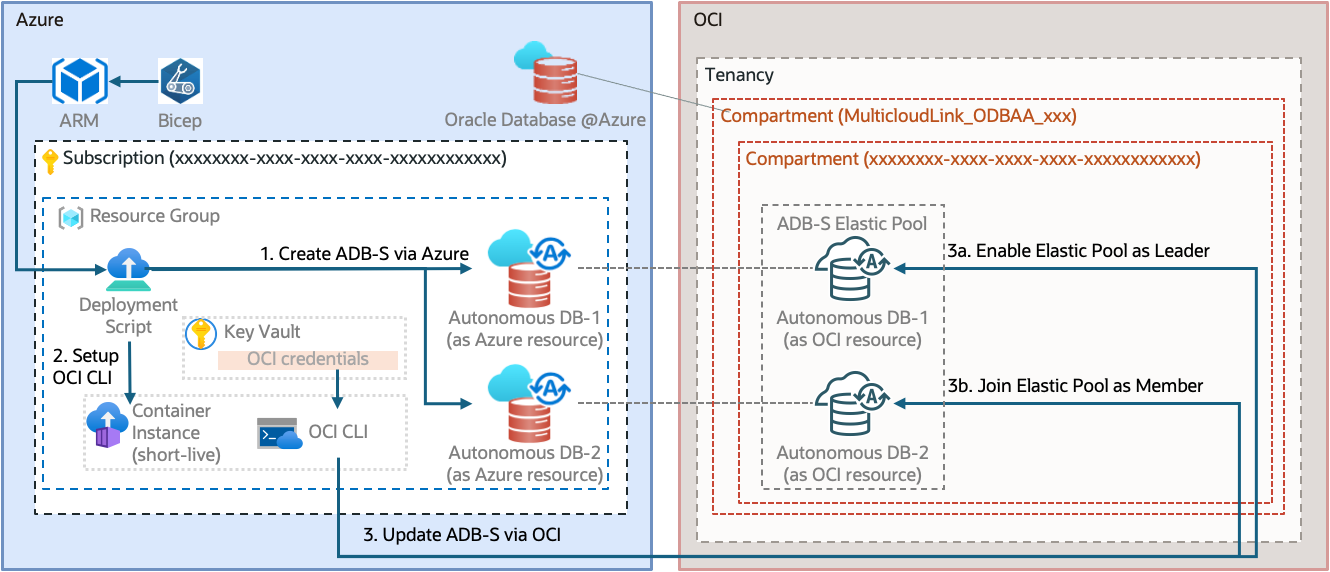 Azure
ARM
Bicep
Oracle Database @Azure
Subscription (xxxxxxxx-xxxx-xxxx-xxxx-xxxxxxxxxxxx)
Resource Group
1. Create ADB-S via Azure
Deployment
Script
2. Setup
OCI CLI
Key Vault
OCI credentials
Container
Instance
(short-live)
OCI CLI
Autonomous DB-1
(as Azure resource)
Autonomous DB-2
(as Azure resource)
3. Update ADB-S via OCI
OCI
Tenancy
Compartment (MulticloudLink_ODBAA_xxx)
Compartment (xxxxxxxx-xxxx-xxxx-xxxx-xxxxxxxxxxxx)
ADB-S Elastic Pool
A
A
A
A
3a. Enable Elastic Pool as Leader
Autonomous DB-1
(as OCI resource)
3b. Join Elastic Pool as Member
Autonomous DB-2
(as OCI resource)